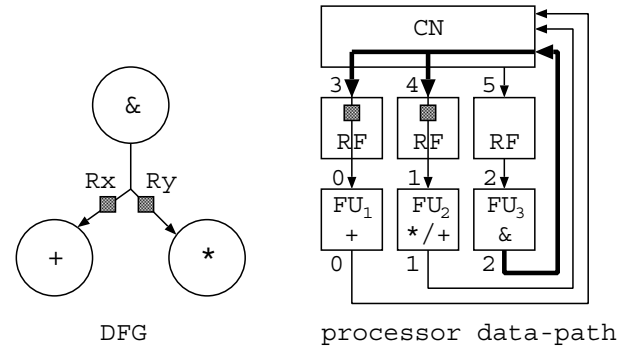 CN
3 4 5
&
RF RF RF
Rx Ry
0 1 2
FU1 FU2 FU3
+ * + */+ &
0 1 2
DFG processor data-path